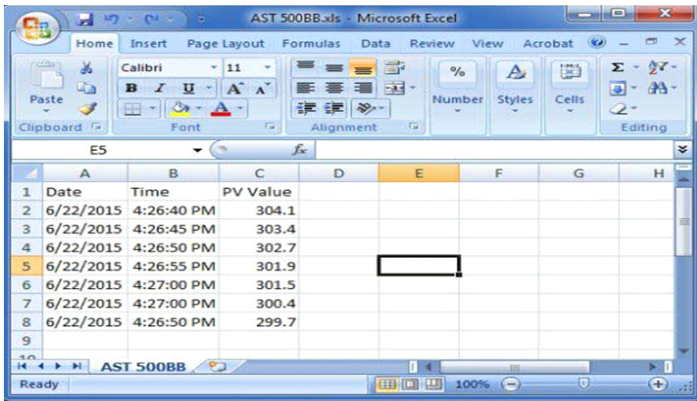 AST 500BB.xls - Microsoft Excel
Home Insert Page Layout Formulas Data Review View Acrobat
Calibri 11
B I U A A
Paste A % Number Styles Cells Σ
Clipboard Font Alignment Editing
E5 fx
A B C D E F G H
1 Date Time PV Value
2 6/22/2015 4:26:40 PM 304.1
3 6/22/2015 4:26:45 PM 303.4
4 6/22/2015 4:26:50 PM 302.7
5 6/22/2015 4:26:55 PM 301.9
6 6/22/2015 4:27:00 PM 301.5
7 6/22/2015 4:27:00 PM 300.4
8 6/22/2015 4:26:50 PM 299.7
9
10
AST 500BB
Ready 100%